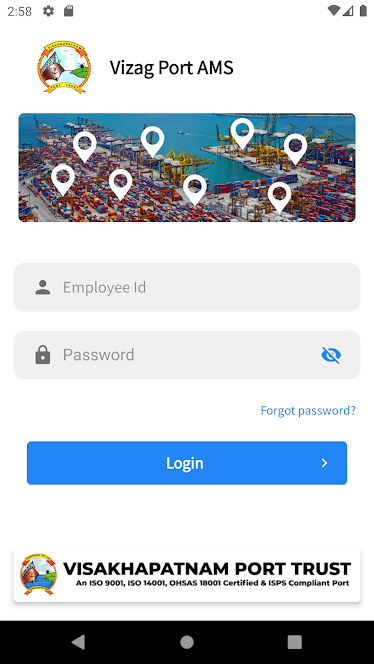 2:58
Vizag Port AMS
Employee Id
Password
Forgot password?
Login
VISAKHAPATNAM PORT TRUST
An ISO 9001, ISO 14001, OHSAS 18001 Certified & ISPS Compliant Port